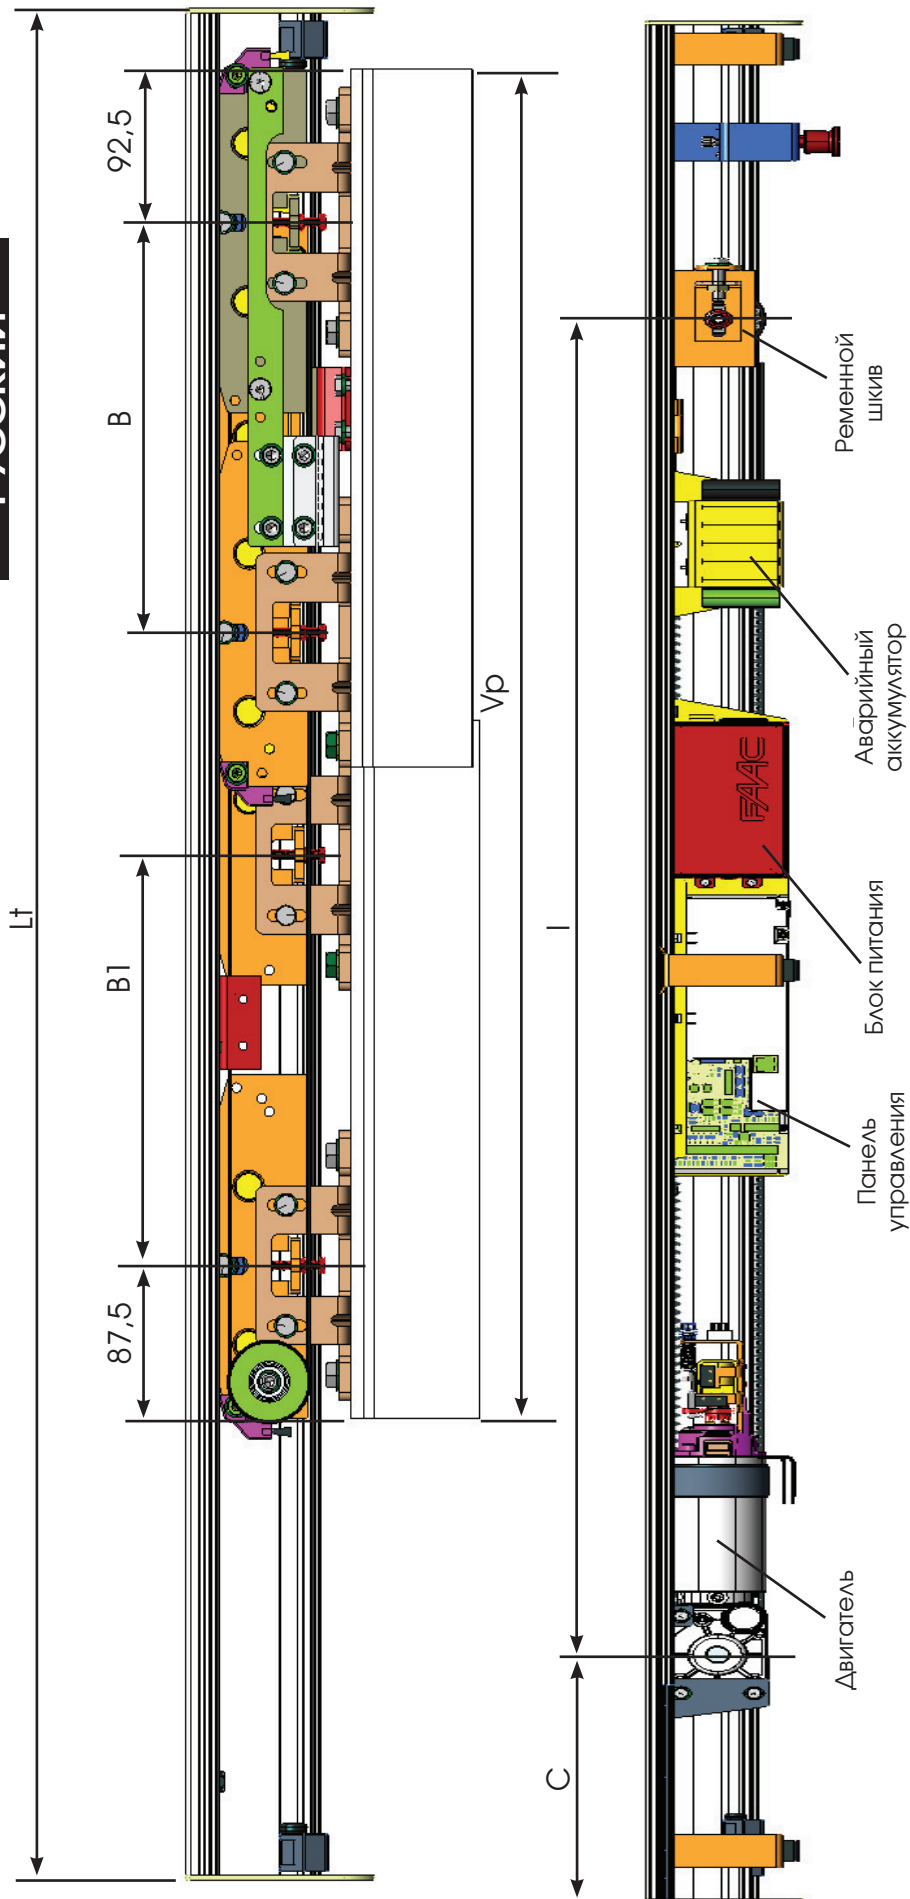 Lt
87,5
B1
B
92,5
Vp
C
I
Двигатель
Панель
управления
Блок питания
FAAC
Аварийный
аккумулятор
Ременной
шкив